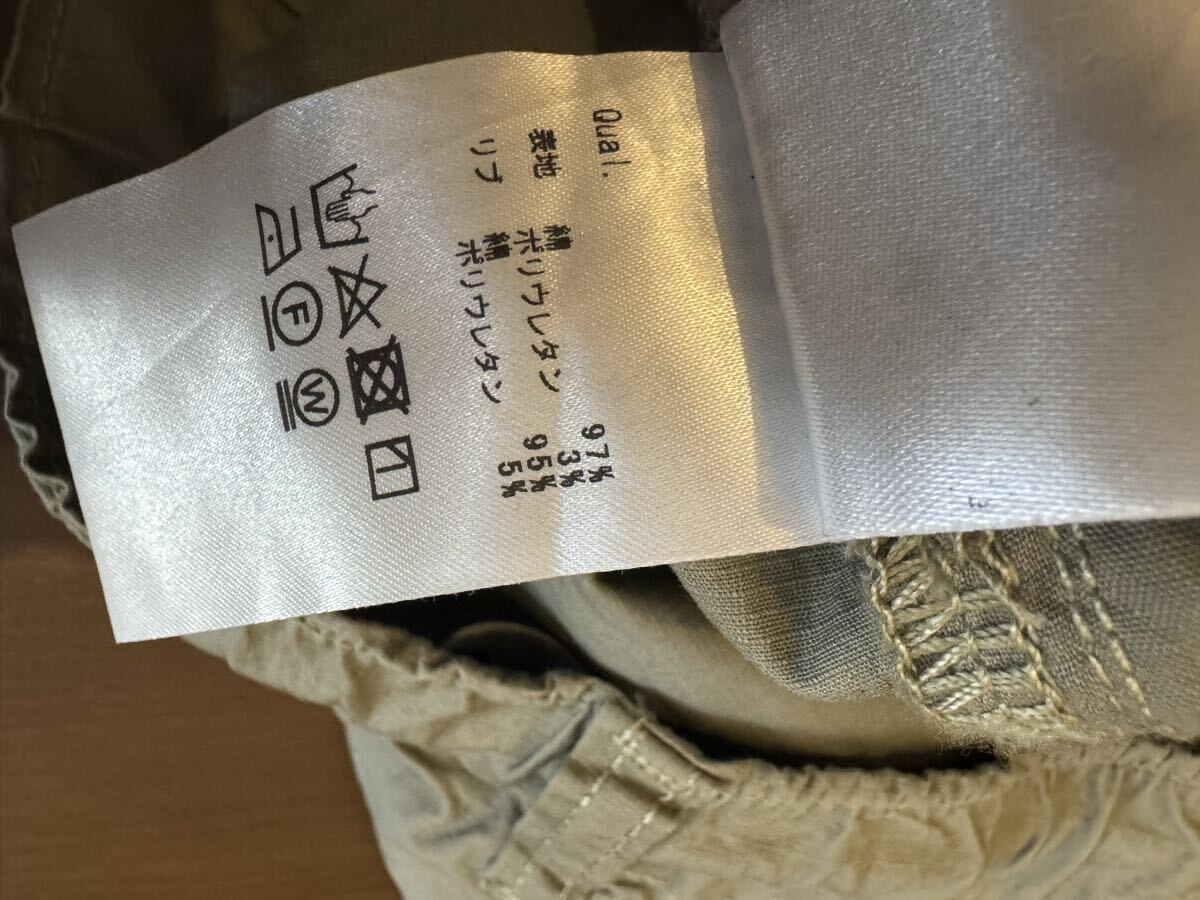 Qual.
表地 綿 97%
ポリウレタン 3%
リブ 綿 95%
ポリウレタン 5%
F W